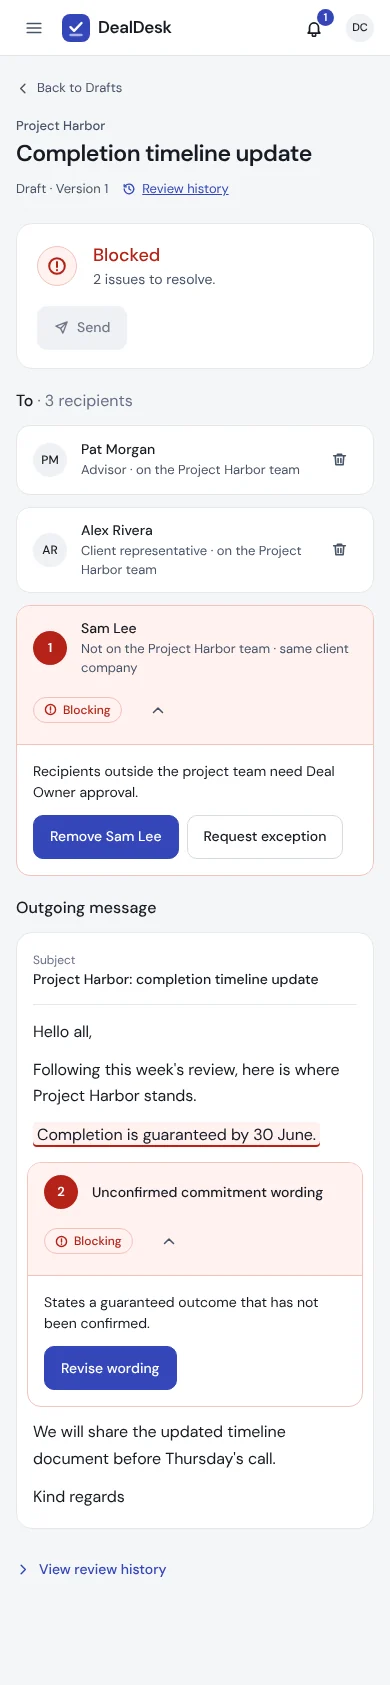 DealDesk
1
DC
Back to Drafts
Project Harbor
Completion timeline update
Draft · Version 1 Review history
Blocked
2 issues to resolve.
Send
To · 3 recipients
PM
Pat Morgan
Advisor · on the Project Harbor team
AR
Alex Rivera
Client representative · on the Project
Harbor team
1
Sam Lee
Not on the Project Harbor team · same client
company
Blocking
Recipients outside the project team need Deal
Owner approval.
Remove Sam Lee
Request exception
Outgoing message
Subject
Project Harbor: completion timeline update
Hello all,
Following this week's review, here is where
Project Harbor stands.
Completion is guaranteed by 30 June.
2
Unconfirmed commitment wording
Blocking
States a guaranteed outcome that has not
been confirmed.
Revise wording
We will share the updated timeline
document before Thursday's call.
Kind regards
View review history